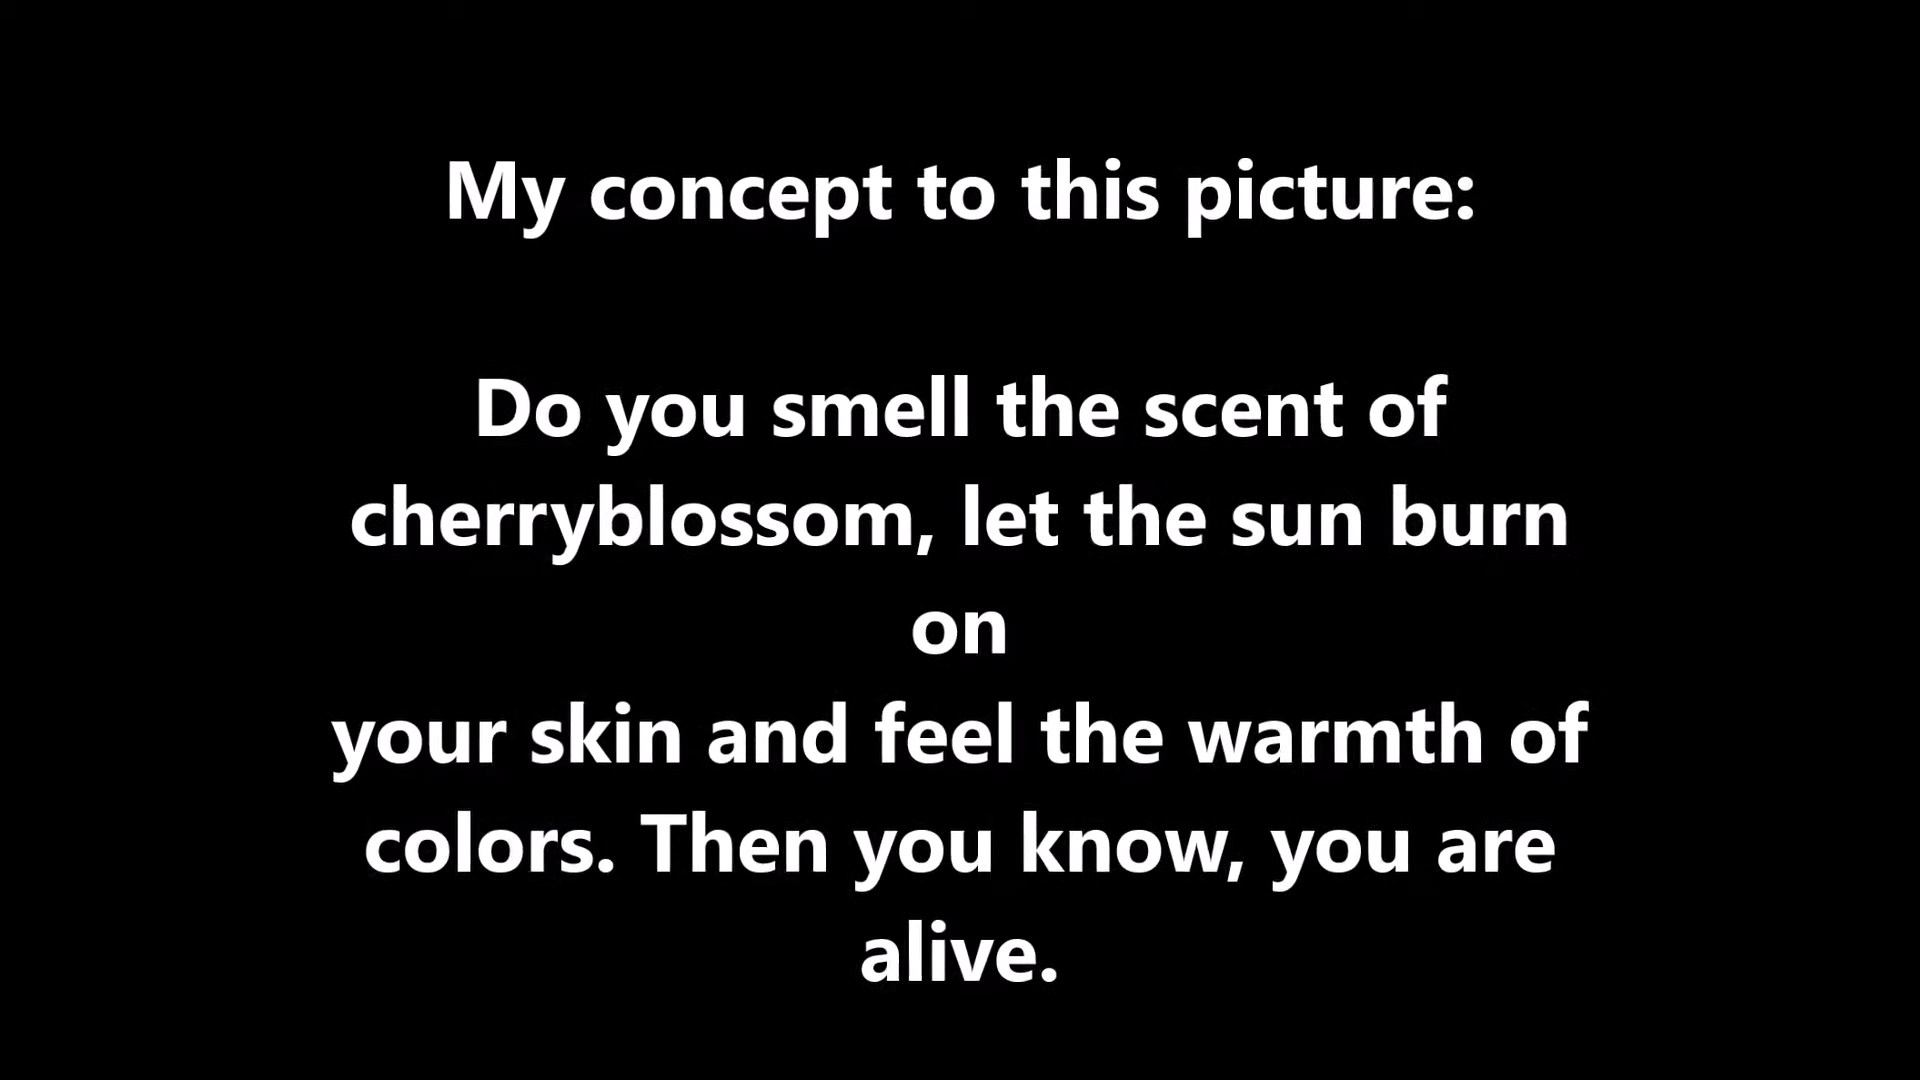 My concept to this picture:
Do you smell the scent of
cherryblossom, let the sun burn
on
your skin and feel the warmth of
colors. Then you know, you are
alive.